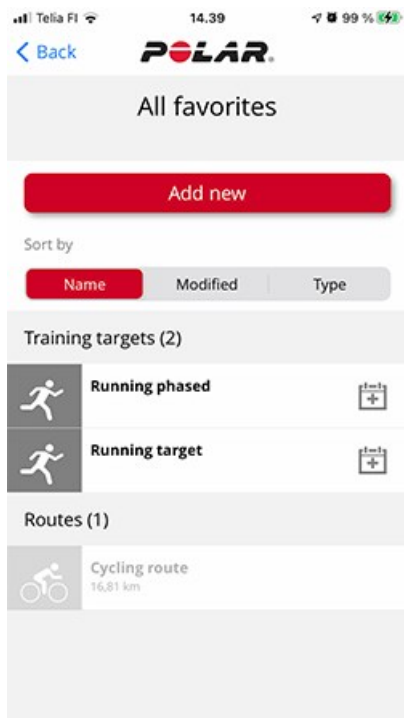 Telia FI 14.39 99 %
Back POLAR.
All favorites
Add new
Sort by
Name Modified Type
Training targets (2)
Running phased
Running target
Routes (1)
Cycling route
16,81 km